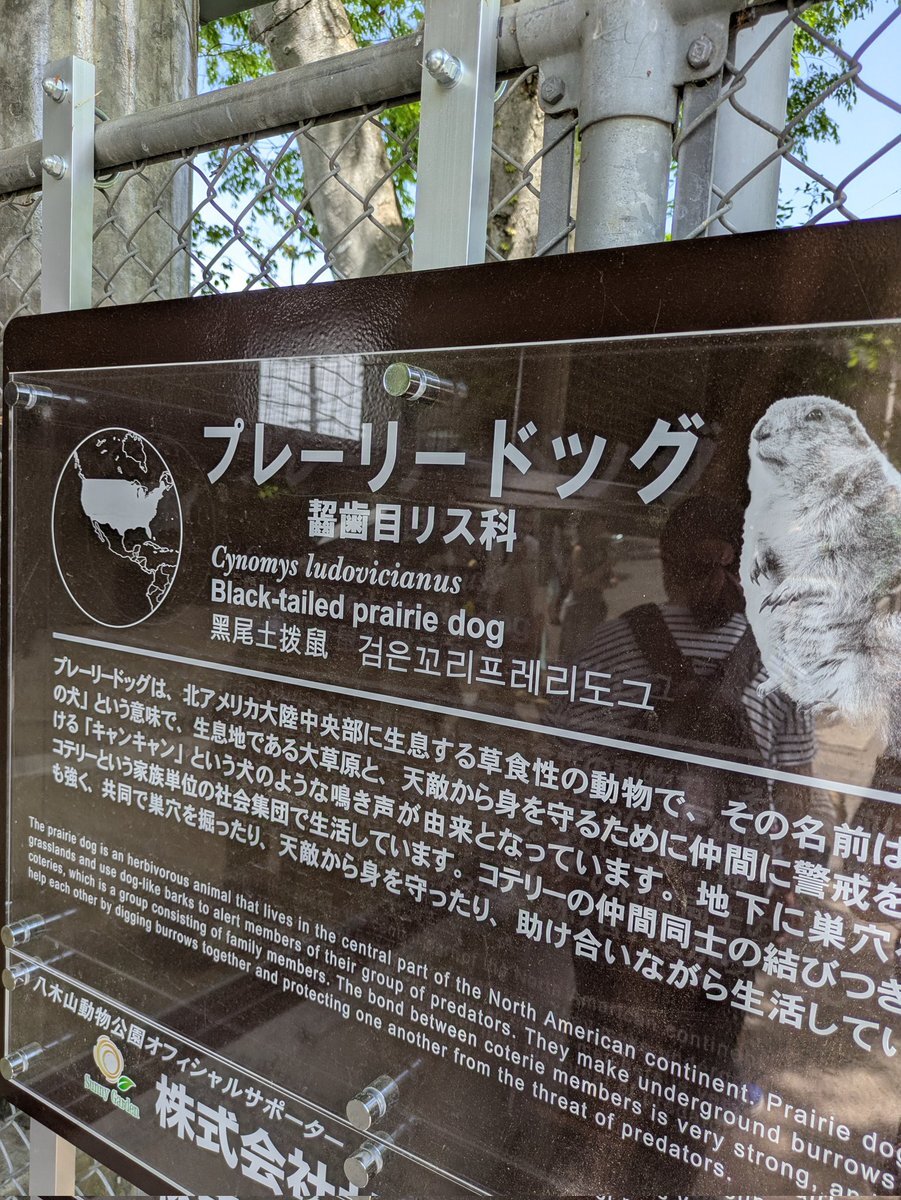 プレーリードッグ
齧歯目リス科
Cynomys ludovicianus
Black-tailed prairie dog
黑尾土拨鼠 검은꼬리프레리도그
プレーリードッグは、北アメリカ大陸中央部に生息する草食性の動物で、その名前は
の犬」という意味で、生息地である大草原と、天敵から身を守るために仲間に警戒を
ける「キャンキャン」という犬のような鳴き声が由来となっています。地下に巣穴
コテリーという家族単位の社会集団で生活しています。コテリーの仲間同士の結びつき
も強く、共同で巣穴を掘ったり、天敵から身を守ったり、助け合いながら生活してい
The prairie dog is an herbivorous animal that lives in the central part of the North American continent. Prairie dog
grasslands and use dog-like barks to alert members of their group of predators. They make underground burrows
coteries, which is a group consisting of family members. The bond between coterie members is very strong, an
help each other by digging burrows together and protecting one another from the threat of predators.
八木山動物公園オフィシャルサポーター
Sunny Garden
株式会社